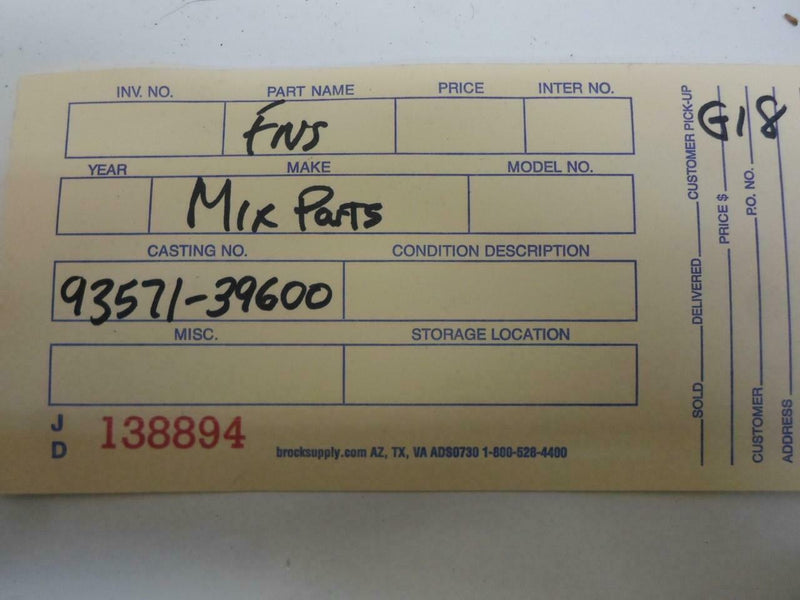 INV. NO. PART NAME PRICE INTER NO.
FNS
YEAR MAKE MODEL NO.
Mix Parts
CASTING NO. CONDITION DESCRIPTION
93571-39600
MISC. STORAGE LOCATION
J
D
138894
brocksupply.com AZ, TX, VA ADS0730 1-800-528-4400
SOLD DELIVERED CUSTOMER PICK-UP
PRICE $
CUSTOMER P.O. NO.
ADDRESS
G18